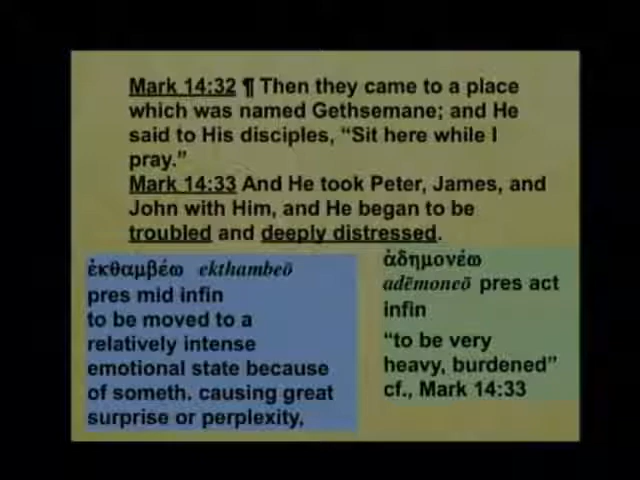 Mark 14:32 ¶ Then they came to a place
which was named Gethsemane; and He
said to His disciples, “Sit here while I
pray.”
Mark 14:33 And He took Peter, James, and
John with Him, and He began to be
troubled and deeply distressed.
ἐκθαμβέω ekthambeō
pres mid infin
to be moved to a
relatively intense
emotional state because
of someth. causing great
surprise or perplexity,
ἀδημονέω
adēmoneō pres act
infin
“to be very
heavy, burdened”
cf., Mark 14:33